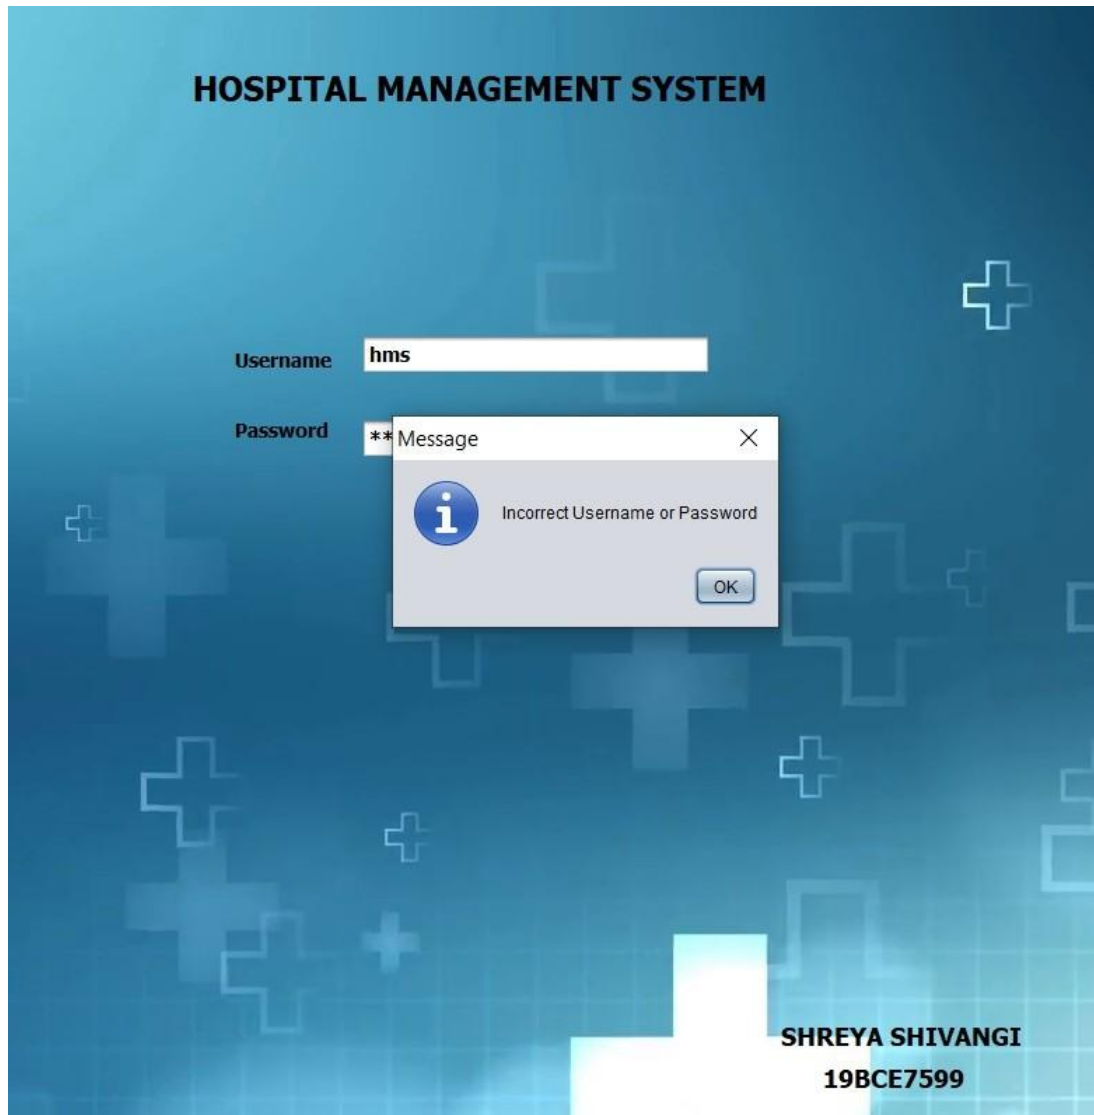 HOSPITAL MANAGEMENT SYSTEM
Username hms
Password **
Message
Incorrect Username or Password
OK
SHREYA SHIVANGI
19BCE7599